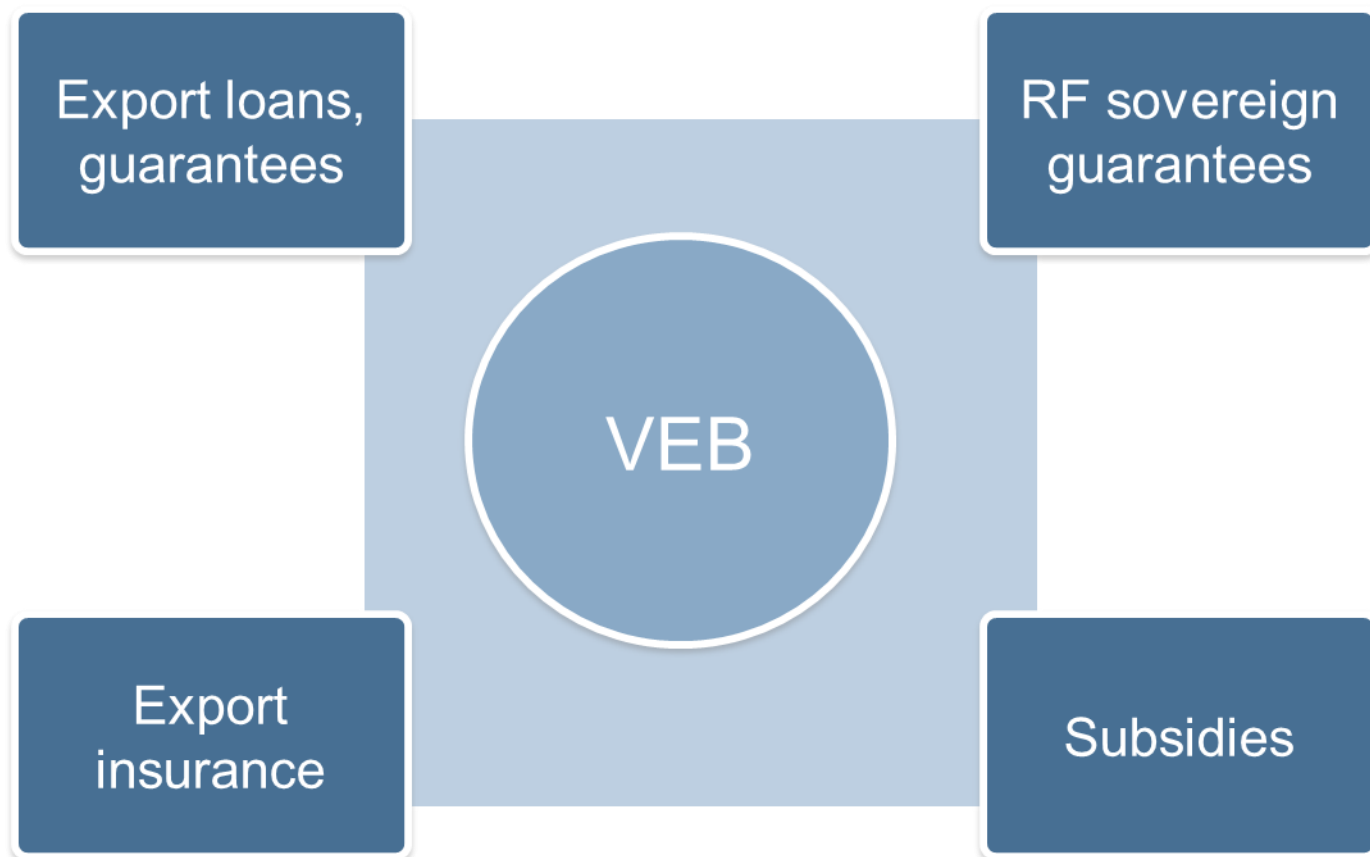 Export loans,
guarantees
RF sovereign
guarantees
VEB
Export
insurance
Subsidies